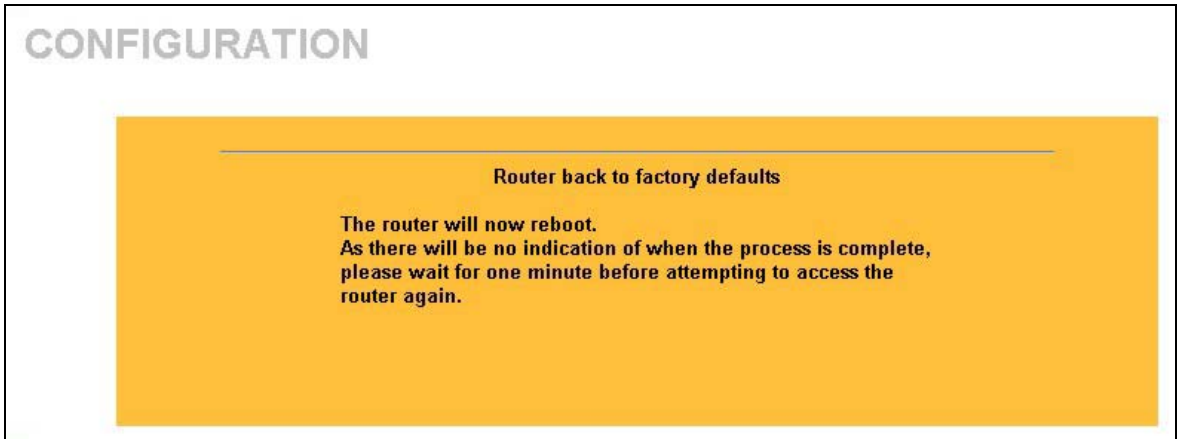 CONFIGURATION
Router back to factory defaults
The router will now reboot.
As there will be no indication of when the process is complete,
please wait for one minute before attempting to access the
router again.